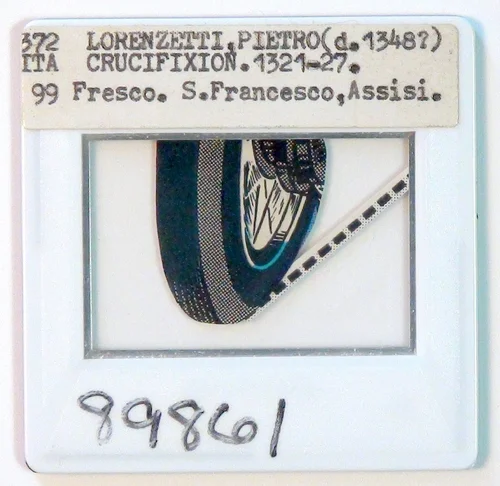 372 LORENZETTI,PIETRO(d.1348?)
ITA CRUCIFIXION.1321-27.
99 Fresco. S.Francesco,Assisi.
89861